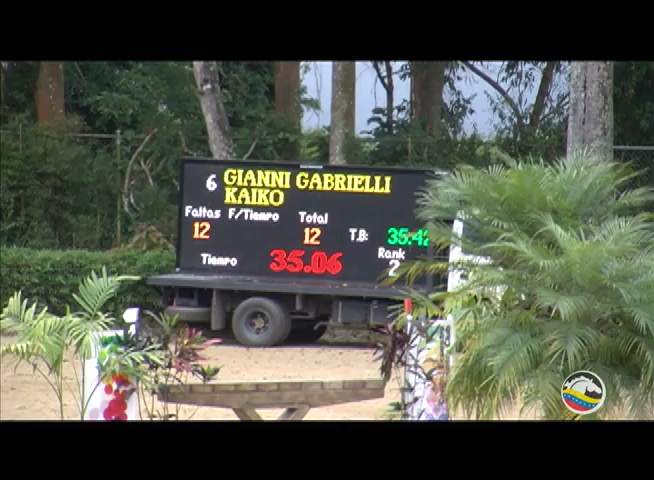 6 GIANNI GABRIELLI
KAIKO
Faltas F/Tiempo Total
12 12 T.B: 35.42
Tiempo 35.06 Rank
2